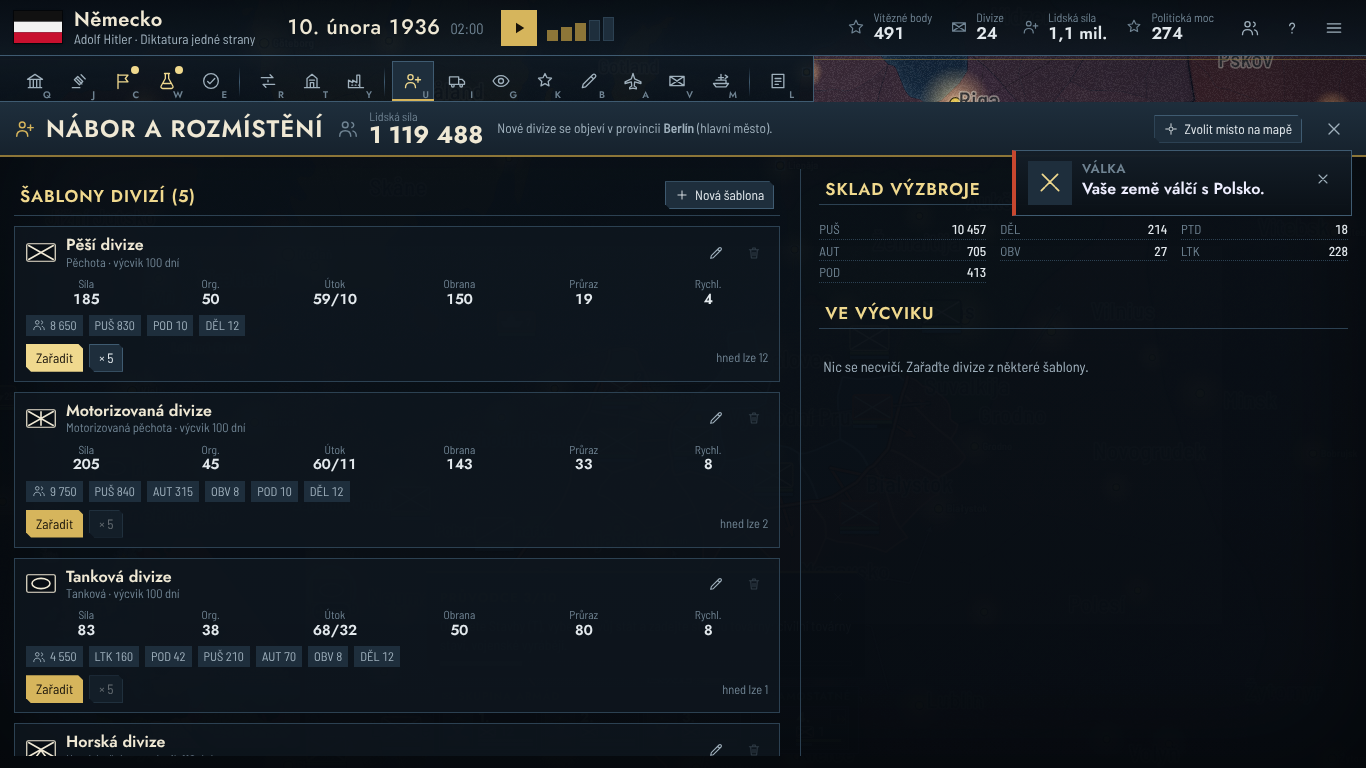 Německo
Adolf Hitler · Diktatura jedné strany
10. února 1936 02:00
Vítězné body
491
Divize
24
Lidská síla
1,1 mil.
Politická moc
274
?
Q J C W E R T Y U I G K B A V M L
Pskov
Riga
NÁBOR A ROZMÍSTĚNÍ
Lidská síla
1 119 488
Nové divize se objeví v provincii Berlín (hlavní město).
Zvolit místo na mapě
VÁLKA
Vaše země válčí s Polskem.
ŠABLONY DIVIZÍ (5)
+ Nová šablona
Pěší divize
Pěchota · výcvik 100 dní
Síla Org. Útok Obrana Průraz Rychl.
185 50 59/10 150 19 4
8 650 PUŠ 830 POD 10 DĚL 12
Zařadit × 5 hned lze 12
Motorizovaná divize
Motorizovaná pěchota · výcvik 100 dní
Síla Org. Útok Obrana Průraz Rychl.
205 45 60/11 143 33 8
9 750 PUŠ 840 AUT 315 OBV 8 POD 10 DĚL 12
Zařadit × 5 hned lze 2
Tanková divize
Tanková · výcvik 100 dní
Síla Org. Útok Obrana Průraz Rychl.
83 38 68/32 50 80 8
4 550 LTK 160 POD 42 PUŠ 210 AUT 70 OBV 8 DĚL 12
Zařadit × 5 hned lze 1
Horská divize
SKLAD VÝZBROJE
PUŠ 10 457 DĚL 214 PTD 18
AUT 705 OBV 27 LTK 228
POD 413
VE VÝCVIKU
Nic se necvičí. Zařaďte divize z některé šablony.